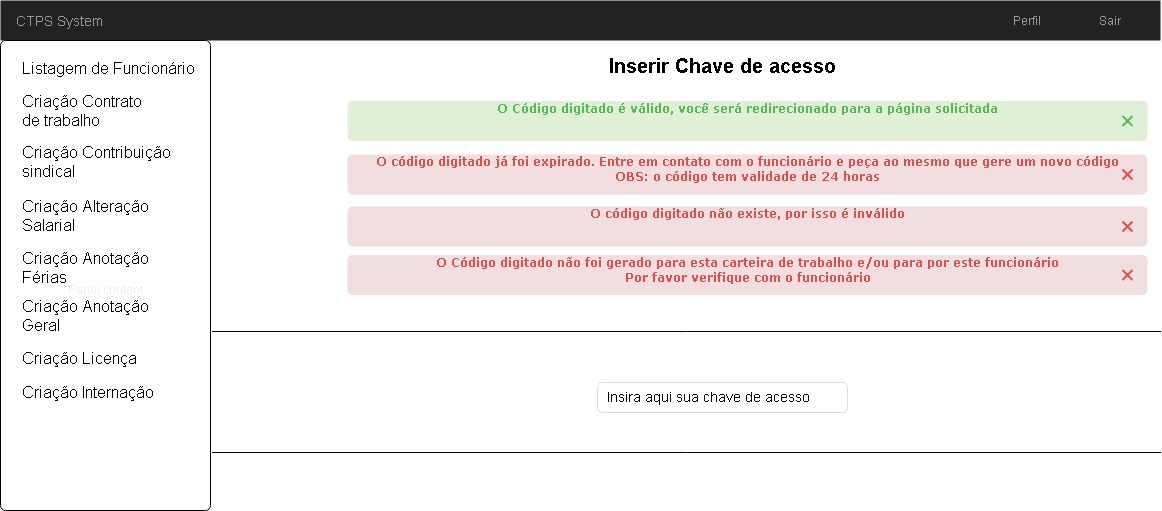 CTPS System
Perfil
Sair
Listagem de Funcionário
Criação Contrato
de trabalho
Criação Contribuição
sindical
Criação Alteração
Salarial
Criação Anotação
Férias
Panel content
Criação Anotação
Geral
Criação Licença
Criação Internação
Inserir Chave de acesso
O Código digitado é válido, você será redirecionado para a página solicitada
O código digitado já foi expirado. Entre em contato com o funcionário e peça ao mesmo que gere um novo código
OBS: o código tem validade de 24 horas
O código digitado não existe, por isso é inválido
O Código digitado não foi gerado para esta carteira de trabalho e/ou para por este funcionário
Por favor verifique com o funcionário
Insira aqui sua chave de acesso